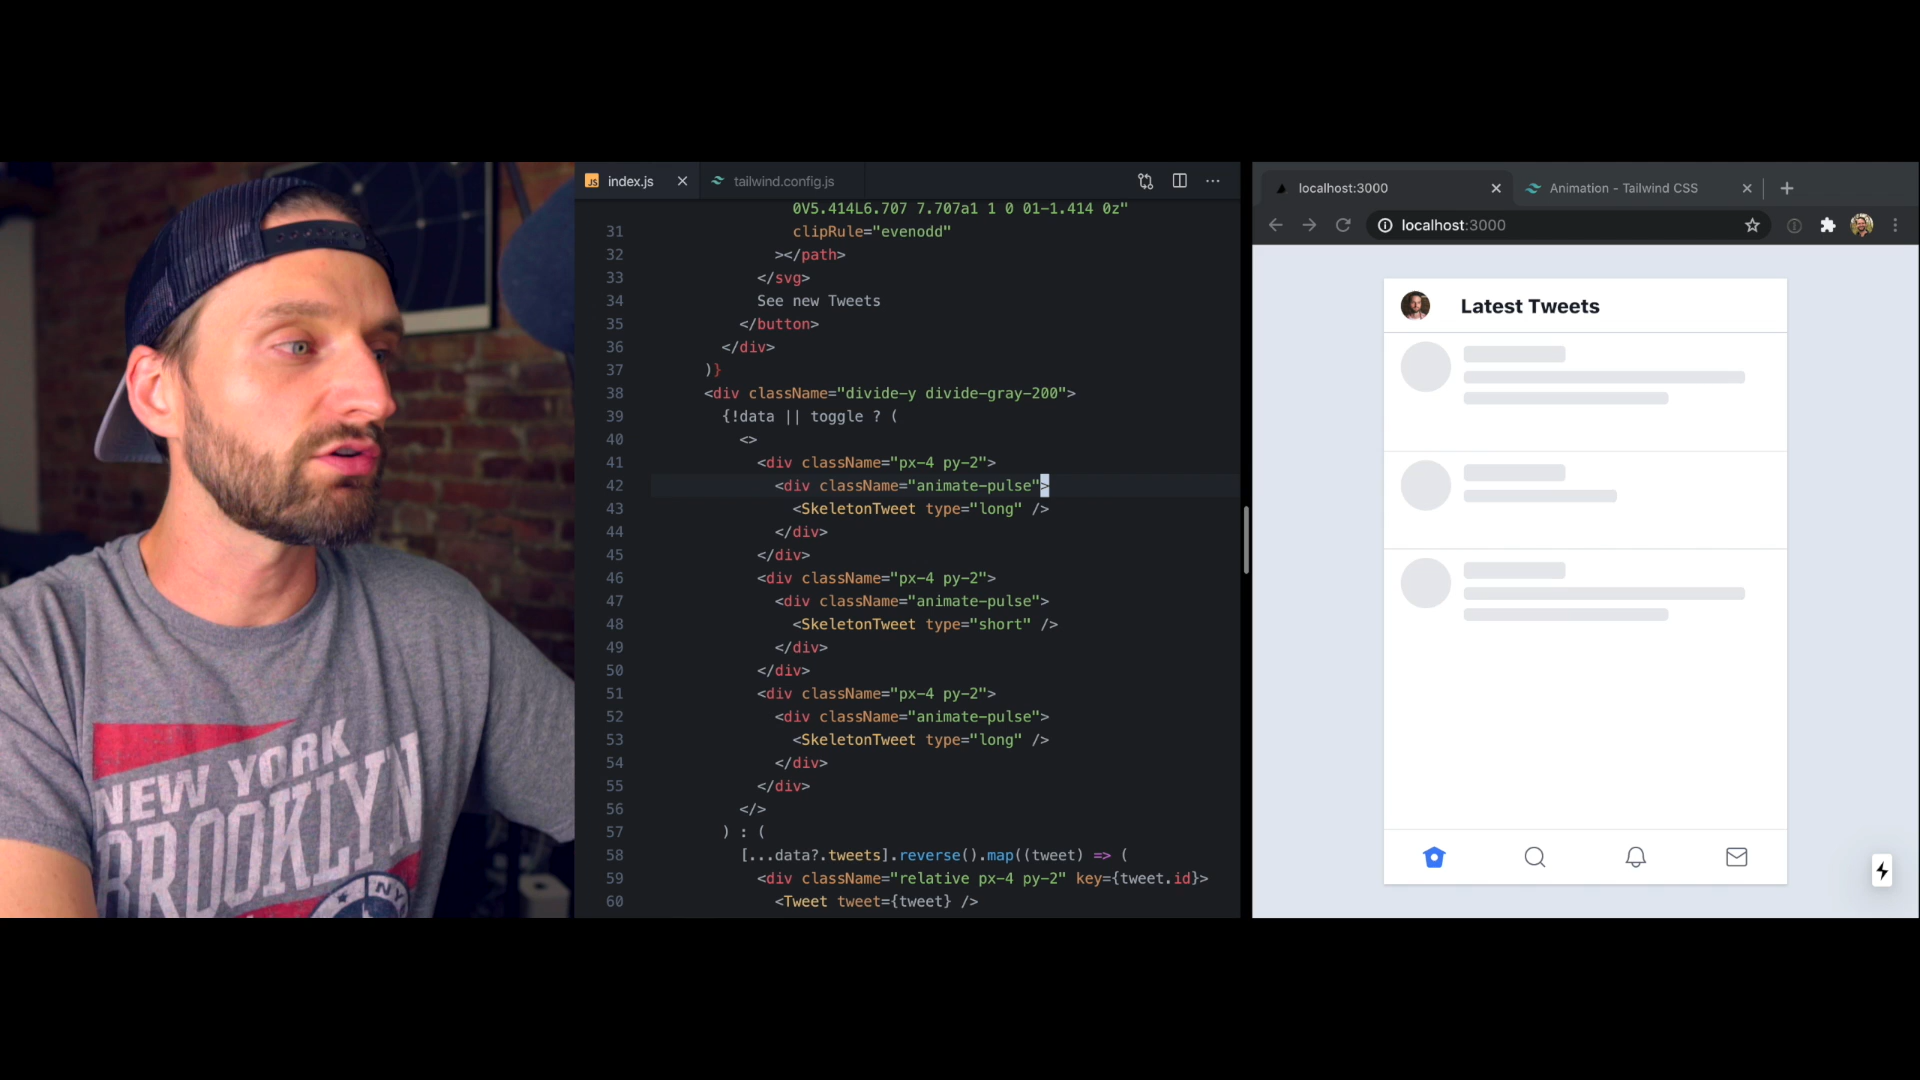 NEW YORK
BROOKLYN
NY
JS index.js
tailwind.config.js
0V5.414L6.707 7.707a1 1 0 01-1.414 0z"
31 clipRule="evenodd"
32 ></path>
33 </svg>
34 See new Tweets
35 </button>
36 </div>
37 )}
38 <div className="divide-y divide-gray-200">
39 {!data || toggle ? (
40 <>
41 <div className="px-4 py-2">
42 <div className="animate-pulse">
43 <SkeletonTweet type="long" />
44 </div>
45 </div>
46 <div className="px-4 py-2">
47 <div className="animate-pulse">
48 <SkeletonTweet type="short" />
49 </div>
50 </div>
51 <div className="px-4 py-2">
52 <div className="animate-pulse">
53 <SkeletonTweet type="long" />
54 </div>
55 </div>
56 </>
57 ) : (
58 [...data?.tweets].reverse().map((tweet) => (
59 <div className="relative px-4 py-2" key={tweet.id}>
60 <Tweet tweet={tweet} />
localhost:3000
Animation - Tailwind CSS
localhost:3000
Latest Tweets